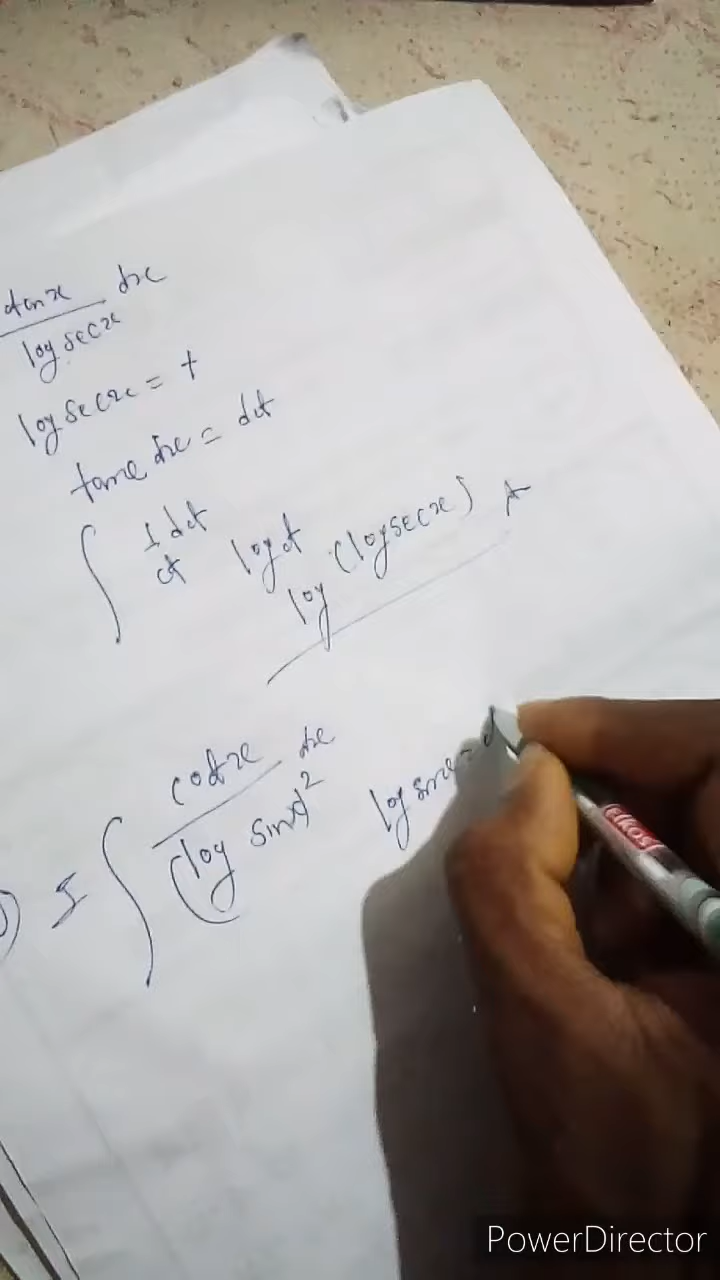 tanx dx
log secx
log secx = t
tanx dx = dt
∫ 1/t dt log t
log (log secx)
I ∫ cotx dx
(log sinx)² log sinx =
PowerDirector